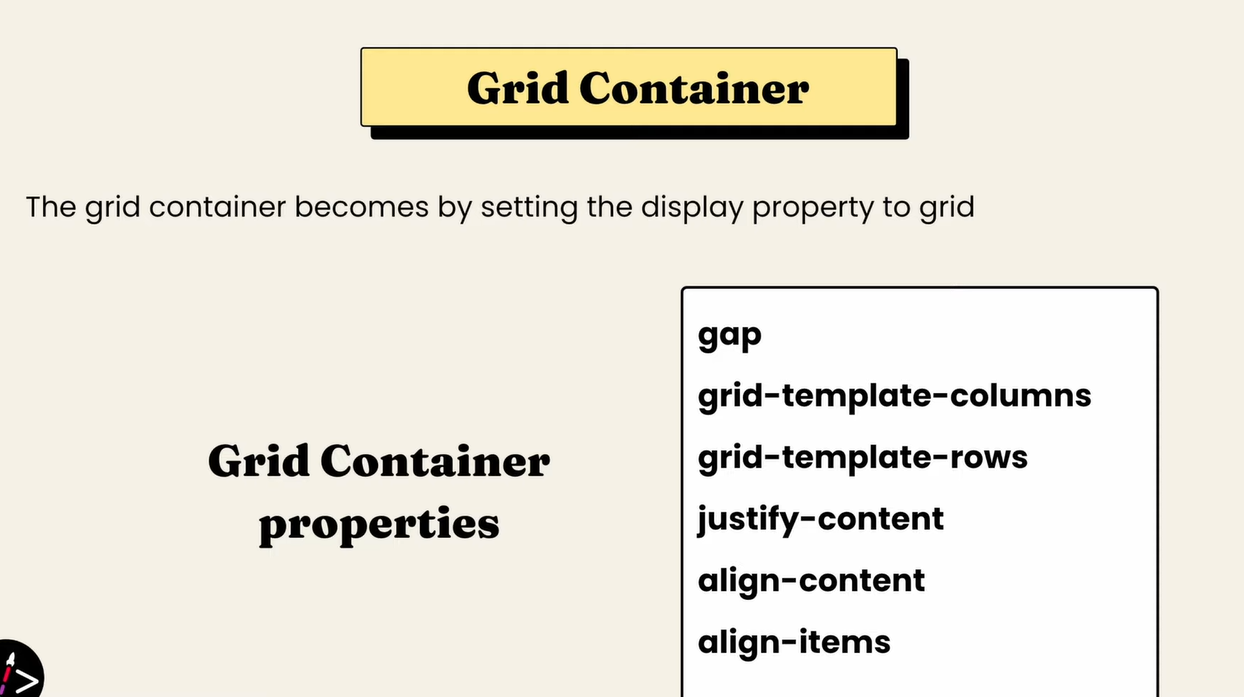 Grid Container
The grid container becomes by setting the display property to grid
Grid Container
properties
gap
grid-template-columns
grid-template-rows
justify-content
align-content
align-items